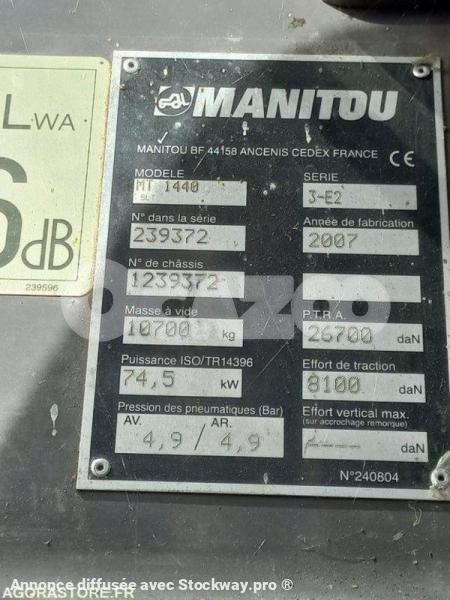 LWA
dB
239596
MANITOU
MANITOU BF 44158 ANCENIS CEDEX FRANCE CE
MODELE SERIE
MT 1440 3-E2
SLT
N° dans la série Année de fabrication
239372 2007
N° de châssis
1239372
Masse à vide P.T.R.A.
10700 kg 26700 daN
Puissance ISO/TR14396 Effort de traction
74,5 kW 8100 daN
Pression des pneumatiques (Bar) Effort vertical max.
(sur accrochage remorque)
AV. AR.
4,9 / 4,9 daN
N°240804
OCAZOO
Annonce diffusée avec Stockway.pro ®
AGORASTORE.FR